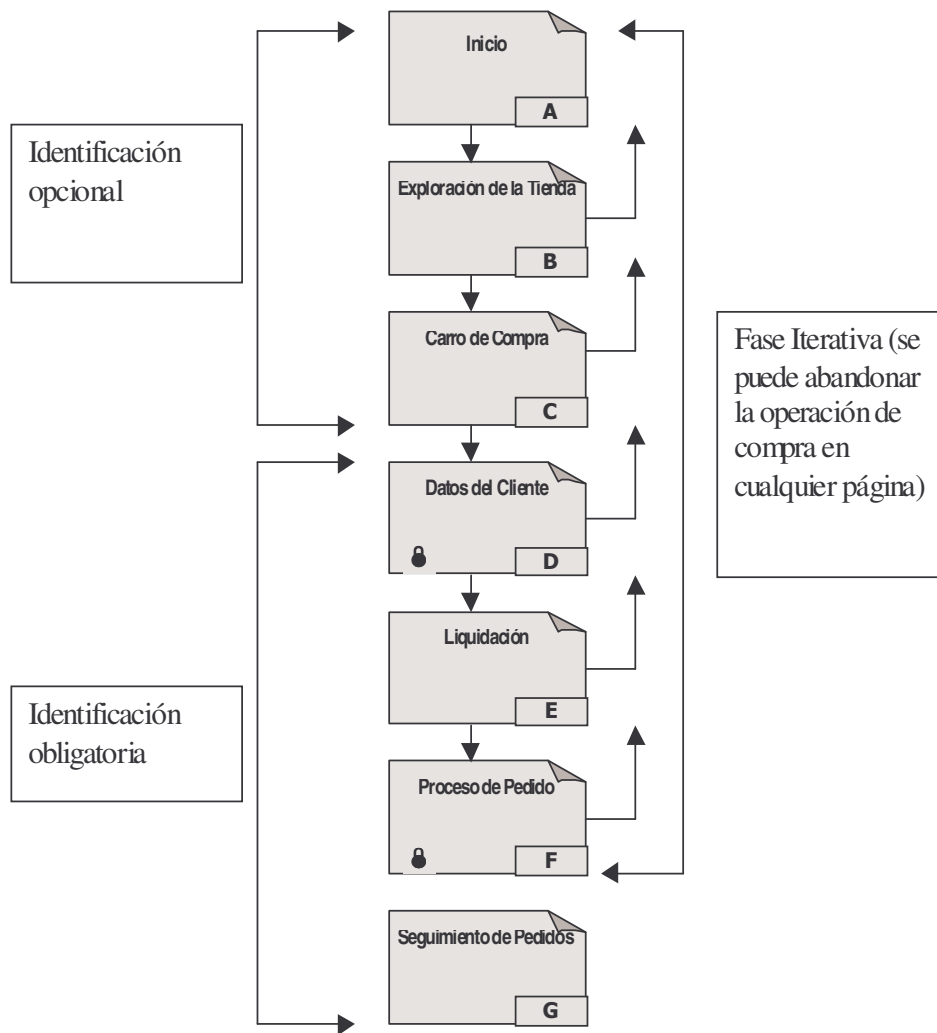 Inicio
A
Identificación
opcional
Exploración de la Tienda
B
Carro de Compra
C
Fase Iterativa (se
puede abandonar
la operación de
compra en
cualquier página)
Datos del Cliente
D
Liquidación
E
Identificación
obligatoria
Proceso de Pedido
F
Seguimiento de Pedidos
G